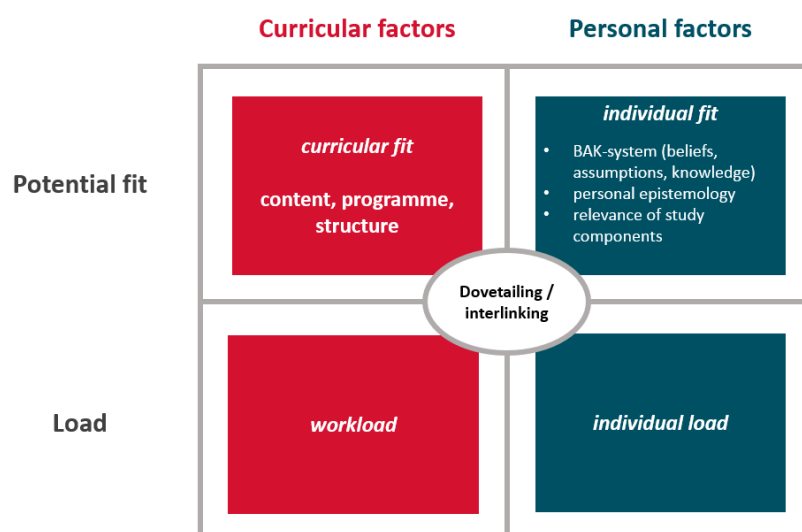 Curricular factors
Personal factors
Potential fit
curricular fit
content, programme,
structure
individual fit
• BAK-system (beliefs,
assumptions, knowledge)
• personal epistemology
• relevance of study
components
Dovetailing /
interlinking
Load
workload
individual load